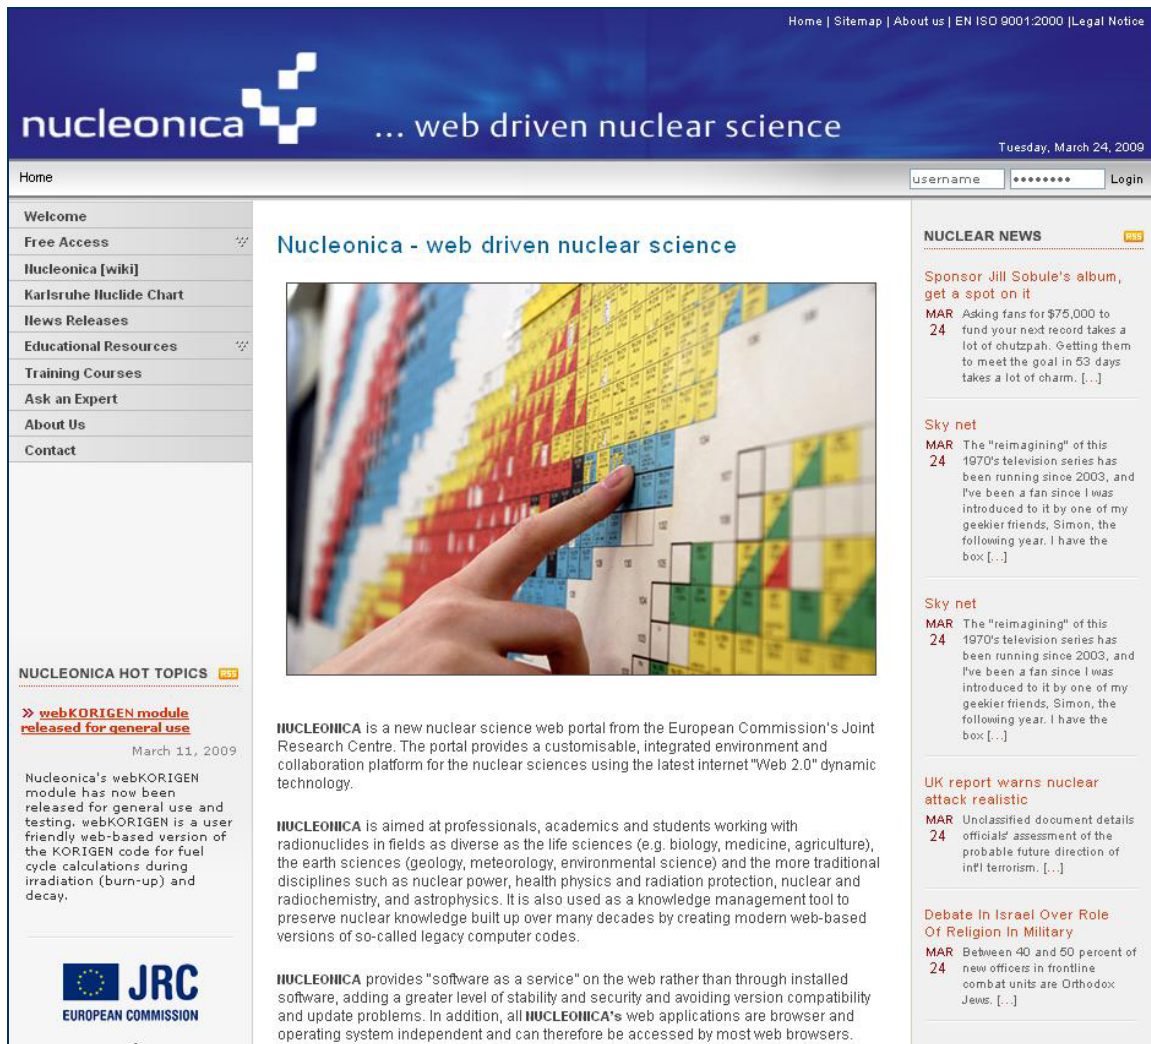 Home | Sitemap | About us | EN ISO 9001:2000 |Legal Notice
nucleonica
... web driven nuclear science
Tuesday, March 24, 2009
Home
username
••••••••
Login
Welcome
Free Access
Nucleonica [wiki]
Karlsruhe Nuclide Chart
News Releases
Educational Resources
Training Courses
Ask an Expert
About Us
Contact
NUCLEONICA HOT TOPICS RSS
» webKORIGEN module
released for general use
March 11, 2009
Nucleonica's webKORIGEN
module has now been
released for general use and
testing. webKORIGEN is a user
friendly web-based version of
the KORIGEN code for fuel
cycle calculations during
irradiation (burn-up) and
decay.
JRC
EUROPEAN COMMISSION
Nucleonica - web driven nuclear science
NUCLEONICA is a new nuclear science web portal from the European Commission's Joint
Research Centre. The portal provides a customisable, integrated environment and
collaboration platform for the nuclear sciences using the latest internet "Web 2.0" dynamic
technology.
NUCLEONICA is aimed at professionals, academics and students working with
radionuclides in fields as diverse as the life sciences (e.g. biology, medicine, agriculture),
the earth sciences (geology, meteorology, environmental science) and the more traditional
disciplines such as nuclear power, health physics and radiation protection, nuclear and
radiochemistry, and astrophysics. It is also used as a knowledge management tool to
preserve nuclear knowledge built up over many decades by creating modern web-based
versions of so-called legacy computer codes.
NUCLEONICA provides "software as a service" on the web rather than through installed
software, adding a greater level of stability and security and avoiding version compatibility
and update problems. In addition, all NUCLEONICA's web applications are browser and
operating system independent and can therefore be accessed by most web browsers.
NUCLEAR NEWS RSS
Sponsor Jill Sobule's album,
get a spot on it
MAR 24
Asking fans for $75,000 to
fund your next record takes a
lot of chutzpah. Getting them
to meet the goal in 53 days
takes a lot of charm. [...]
Sky net
MAR 24
The "reimagining" of this
1970's television series has
been running since 2003, and
I've been a fan since I was
introduced to it by one of my
geekier friends, Simon, the
following year. I have the
box [...]
Sky net
MAR 24
The "reimagining" of this
1970's television series has
been running since 2003, and
I've been a fan since I was
introduced to it by one of my
geekier friends, Simon, the
following year. I have the
box [...]
UK report warns nuclear
attack realistic
MAR 24
Unclassified document details
officials' assessment of the
probable future direction of
int'l terrorism. [...]
Debate In Israel Over Role
Of Religion In Military
MAR 24
Between 40 and 50 percent of
new officers in frontline
combat units are Orthodox
Jews. [...]